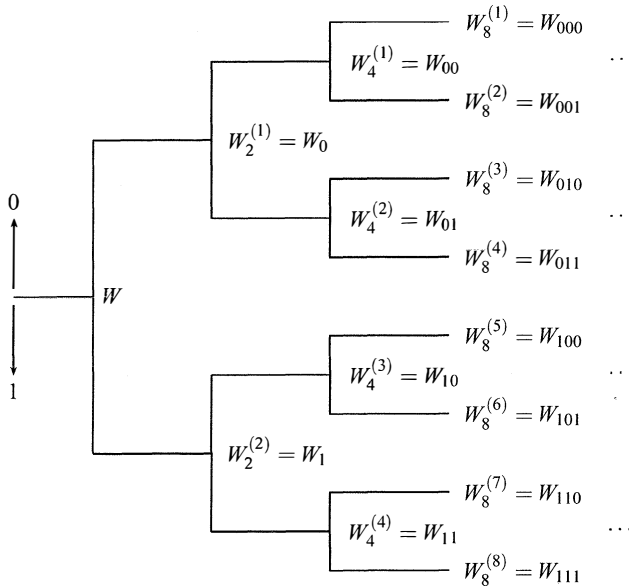 W_8^{(1)} = W_{000}
W_4^{(1)} = W_{00} ..
W_8^{(2)} = W_{001}
W_2^{(1)} = W_0
W_8^{(3)} = W_{010}
0
W_4^{(2)} = W_{01} ..
W_8^{(4)} = W_{011}
W
W_8^{(5)} = W_{100}
1
W_4^{(3)} = W_{10} ..
W_8^{(6)} = W_{101}
W_2^{(2)} = W_1
W_8^{(7)} = W_{110}
W_4^{(4)} = W_{11} ...
W_8^{(8)} = W_{111}